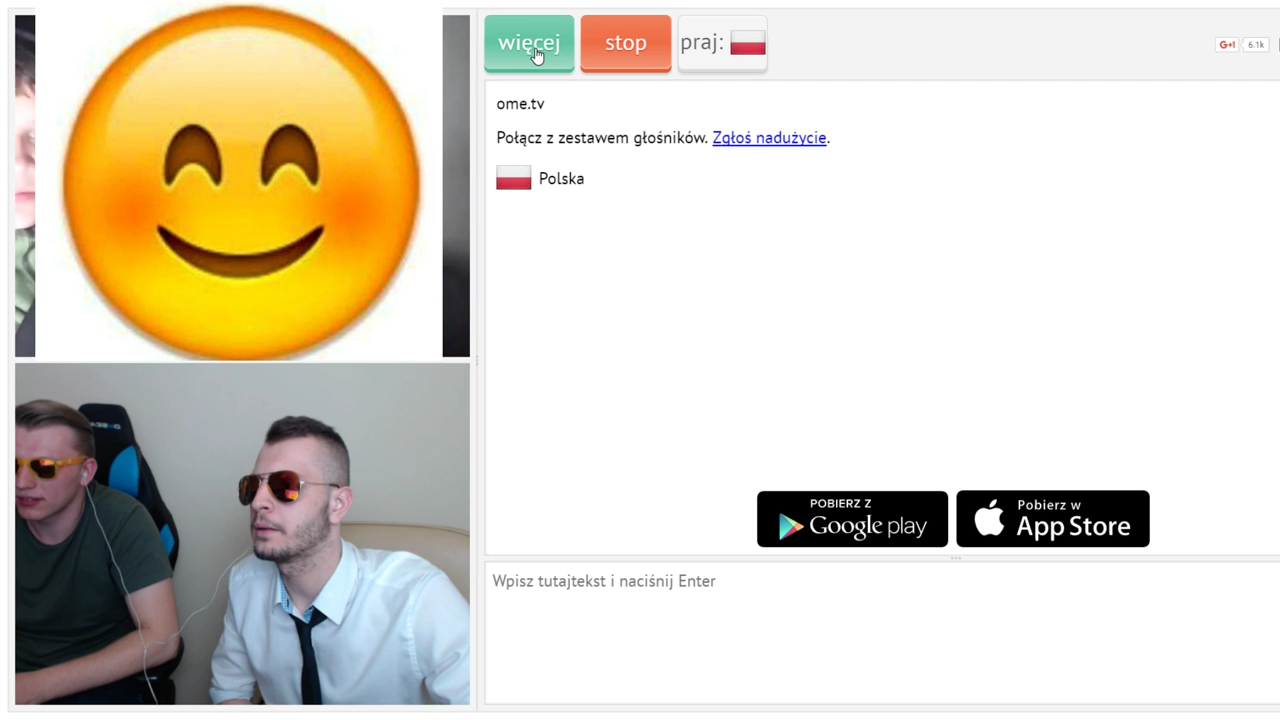 więcej
stop
praj:
G+1 6.1k
ome.tv
Połącz z zestawem głośników. Zgłoś nadużycie.
Polska
POBIERZ Z
Google play
Pobierz w
App Store
Wpisz tutajtekst i naciśnij Enter